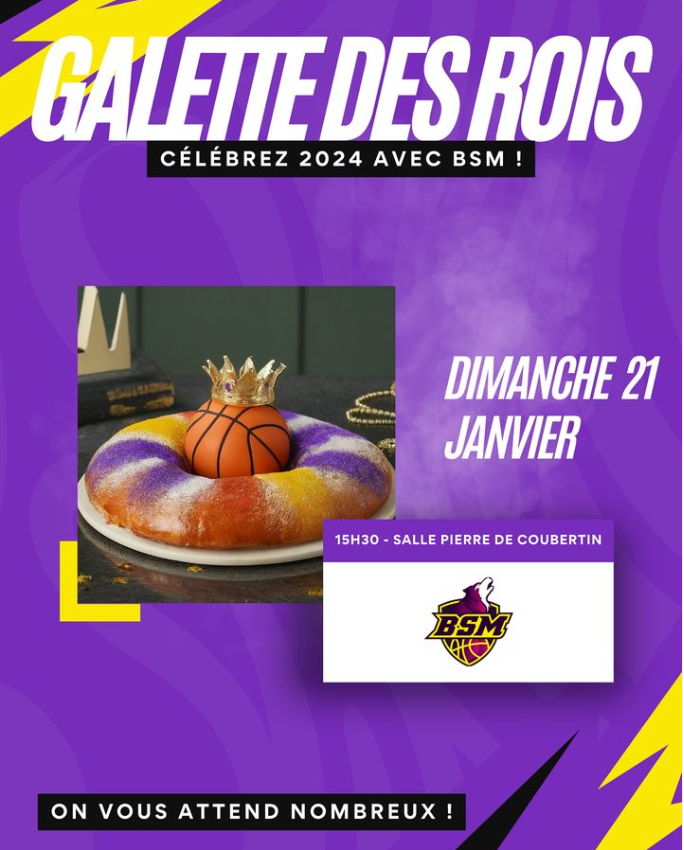 GALETTE DES ROIS
CÉLÉBREZ 2024 AVEC BSM !
DIMANCHE 21
JANVIER
15H30 - SALLE PIERRE DE COUBERTIN
BSM
ON VOUS ATTEND NOMBREUX !